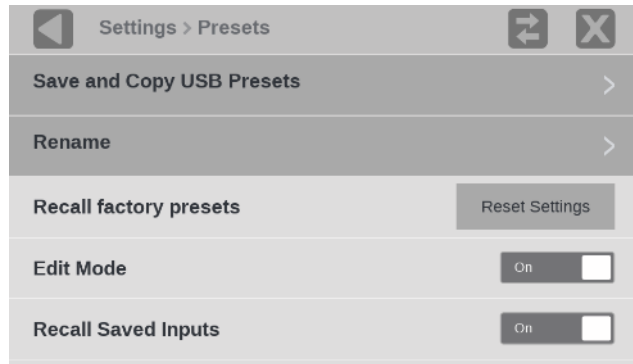 Settings > Presets
Save and Copy USB Presets
Rename
Recall factory presets
Reset Settings
Edit Mode
On
Recall Saved Inputs
On